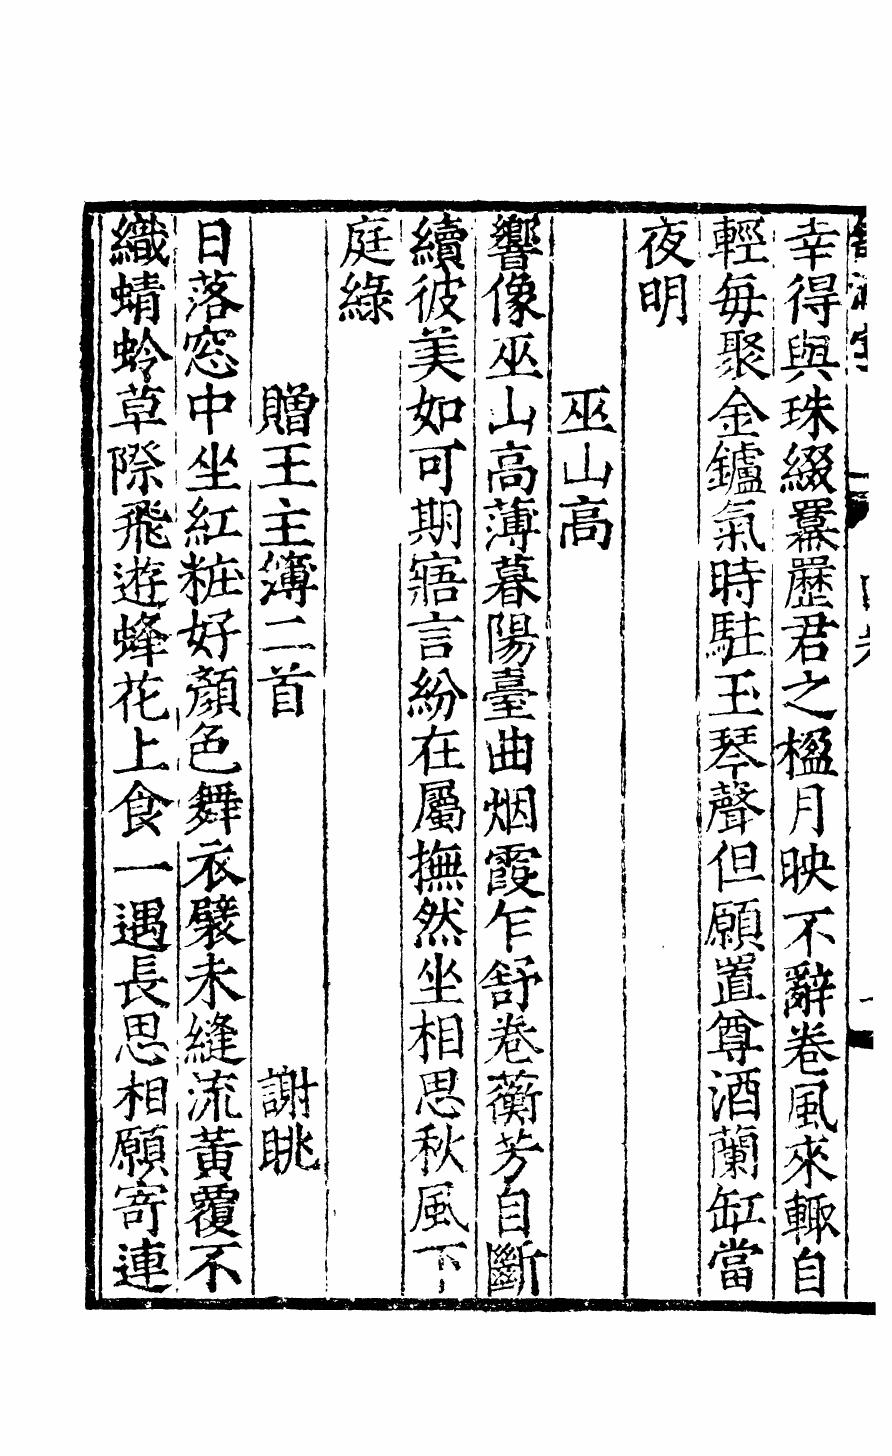 幸得與珠綴羃歷君之楹月映不辭卷風來輙自
輕每聚金鑪氣時駐玉琴聲但願置尊酒蘭缸當
夜明
巫山高
響像巫山高薄暮陽臺曲烟霞乍舒卷蘅芳自斷
續彼美如可期寤言紛在屬撫然坐相思秋風下
庭綠
贈王主簿二首 謝眺
日落窓中坐紅粧好顏色舞衣襞未縫流黃覆不
織蜻蛉草際飛遊蜂花上食一遇長思相願寄連